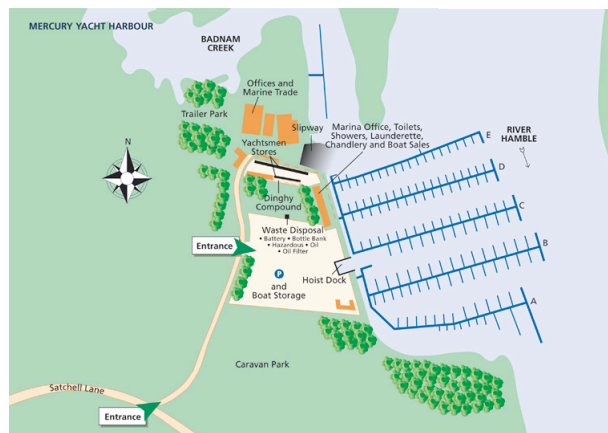 MERCURY YACHT HARBOUR
BADNAM
CREEK
Offices and
Marine Trade
Trailer Park
Slipway
Marina Office, Toilets,
Showers, Launderette,
Chandlery and Boat Sales
RIVER
HAMBLE
E
D
C
B
A
N
Yachtsmen
Stores
Dinghy
Compound
Waste Disposal
• Battery • Bottle Bank
• Hazardous • Oil
• Oil Filter
Entrance
P
and
Boat Storage
Hoist Dock
Caravan Park
Satchell Lane
Entrance